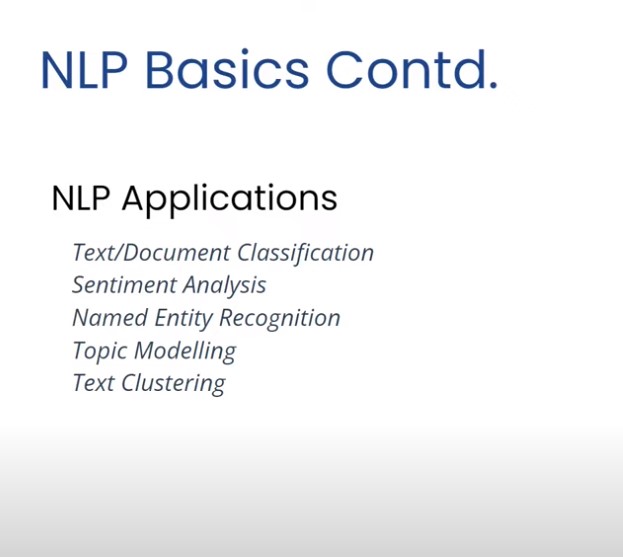 NLP Basics Contd.
NLP Applications
Text/Document Classification
Sentiment Analysis
Named Entity Recognition
Topic Modelling
Text Clustering